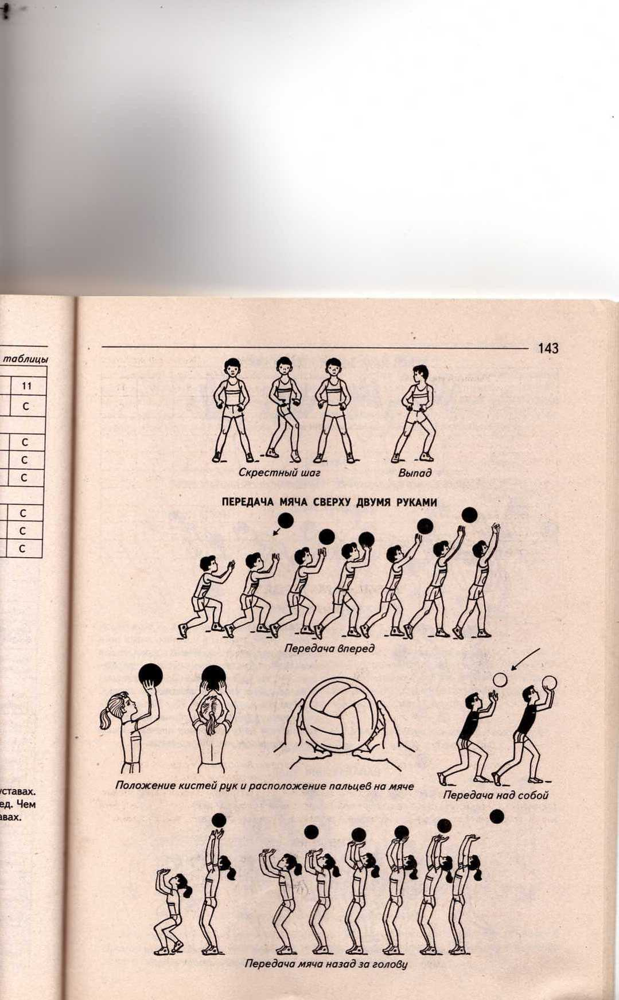 143
таблицы
11
С
С
С
С
С
С
С
Скрестный шаг
Выпад
ПЕРЕДАЧА МЯЧА СВЕРХУ ДВУМЯ РУКАМИ
Передача вперед
Положение кистей рук и расположение пальцев на мяче
Передача над собой
уставах.
ед. Чем
авах.
Передача мяча назад за голову